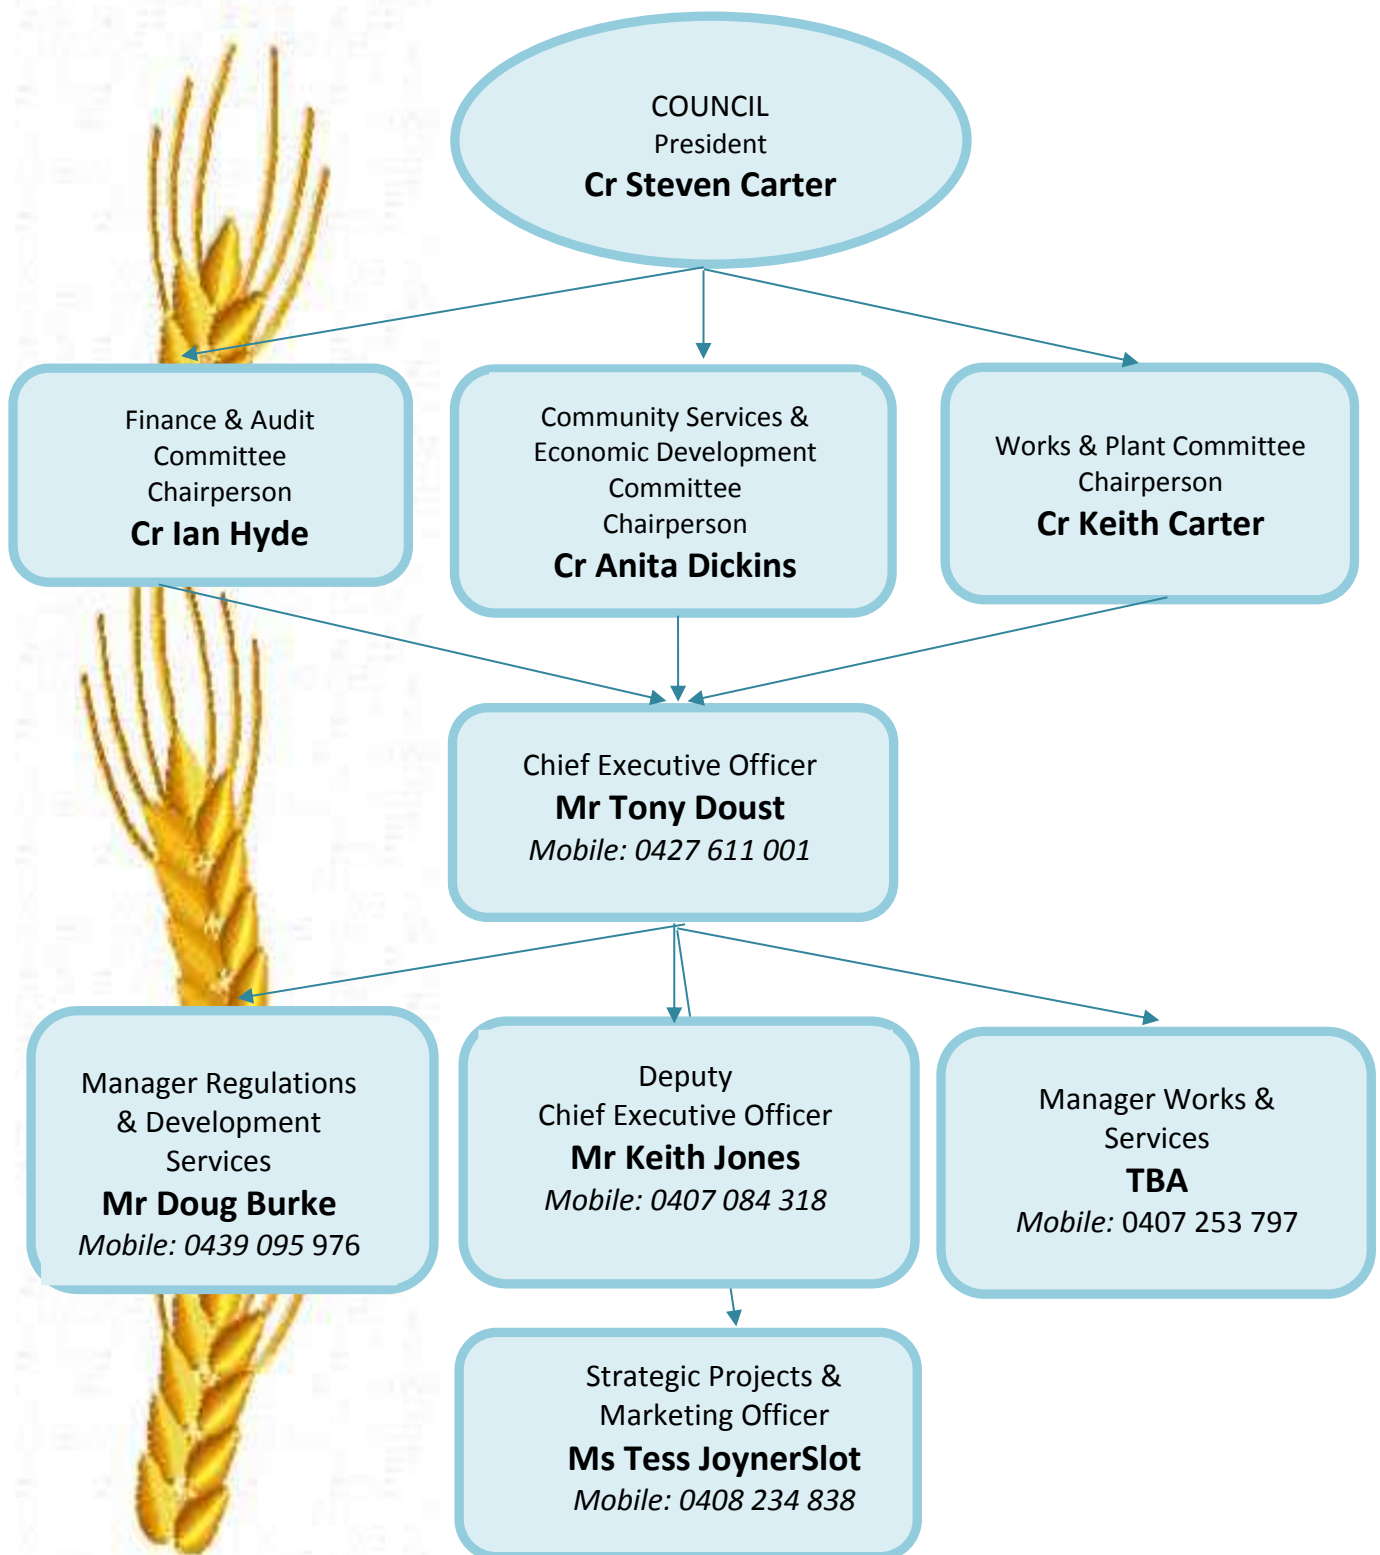 COUNCIL
President
Cr Steven Carter
Finance & Audit
Committee
Chairperson
Cr Ian Hyde
Community Services &
Economic Development
Committee
Chairperson
Cr Anita Dickins
Works & Plant Committee
Chairperson
Cr Keith Carter
Chief Executive Officer
Mr Tony Doust
Mobile: 0427 611 001
Manager Regulations
& Development
Services
Mr Doug Burke
Mobile: 0439 095 976
Deputy
Chief Executive Officer
Mr Keith Jones
Mobile: 0407 084 318
Manager Works &
Services
TBA
Mobile: 0407 253 797
Strategic Projects &
Marketing Officer
Ms Tess JoynerSlot
Mobile: 0408 234 838